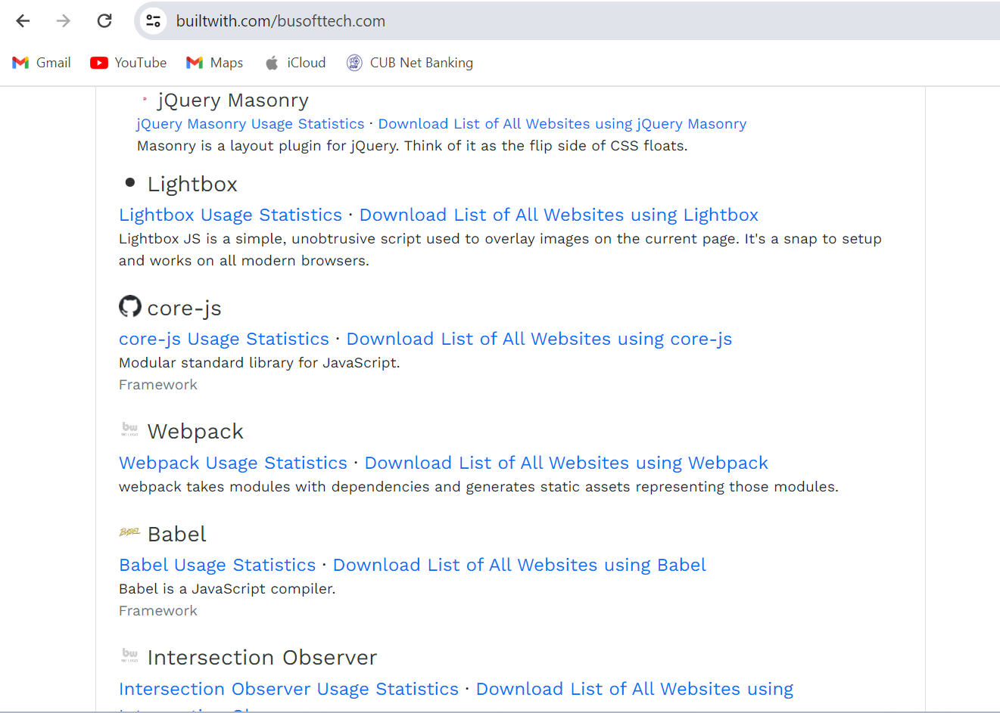 builtwith.com/busofttech.com
Gmail YouTube Maps iCloud CUB Net Banking
jQuery Masonry
jQuery Masonry Usage Statistics · Download List of All Websites using jQuery Masonry
Masonry is a layout plugin for jQuery. Think of it as the flip side of CSS floats.
Lightbox
Lightbox Usage Statistics · Download List of All Websites using Lightbox
Lightbox JS is a simple, unobtrusive script used to overlay images on the current page. It's a snap to setup
and works on all modern browsers.
core-js
core-js Usage Statistics · Download List of All Websites using core-js
Modular standard library for JavaScript.
Framework
bw NO LOGO Webpack
Webpack Usage Statistics · Download List of All Websites using Webpack
webpack takes modules with dependencies and generates static assets representing those modules.
BABEL Babel
Babel Usage Statistics · Download List of All Websites using Babel
Babel is a JavaScript compiler.
Framework
bw NO LOGO Intersection Observer
Intersection Observer Usage Statistics · Download List of All Websites using